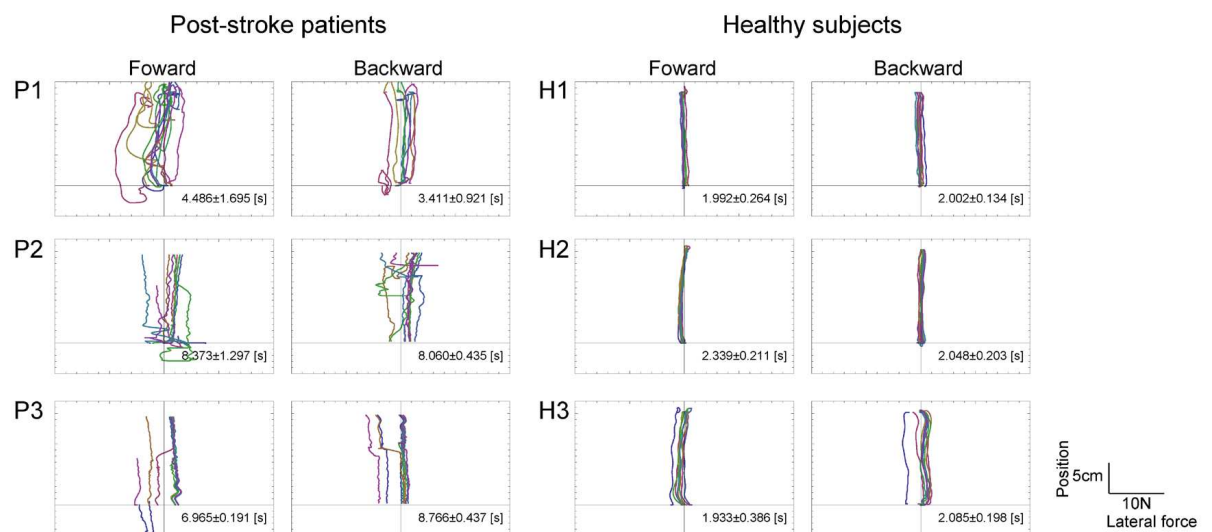 Post-stroke patients
Healthy subjects
Foward
Backward
Foward
Backward
P1
4.486±1.695 [s]
3.411±0.921 [s]
H1
1.992±0.264 [s]
2.002±0.134 [s]
P2
8.373±1.297 [s]
8.060±0.435 [s]
H2
2.339±0.211 [s]
2.048±0.203 [s]
P3
6.965±0.191 [s]
8.766±0.437 [s]
H3
1.933±0.386 [s]
2.085±0.198 [s]
Position
5cm
10N
Lateral force